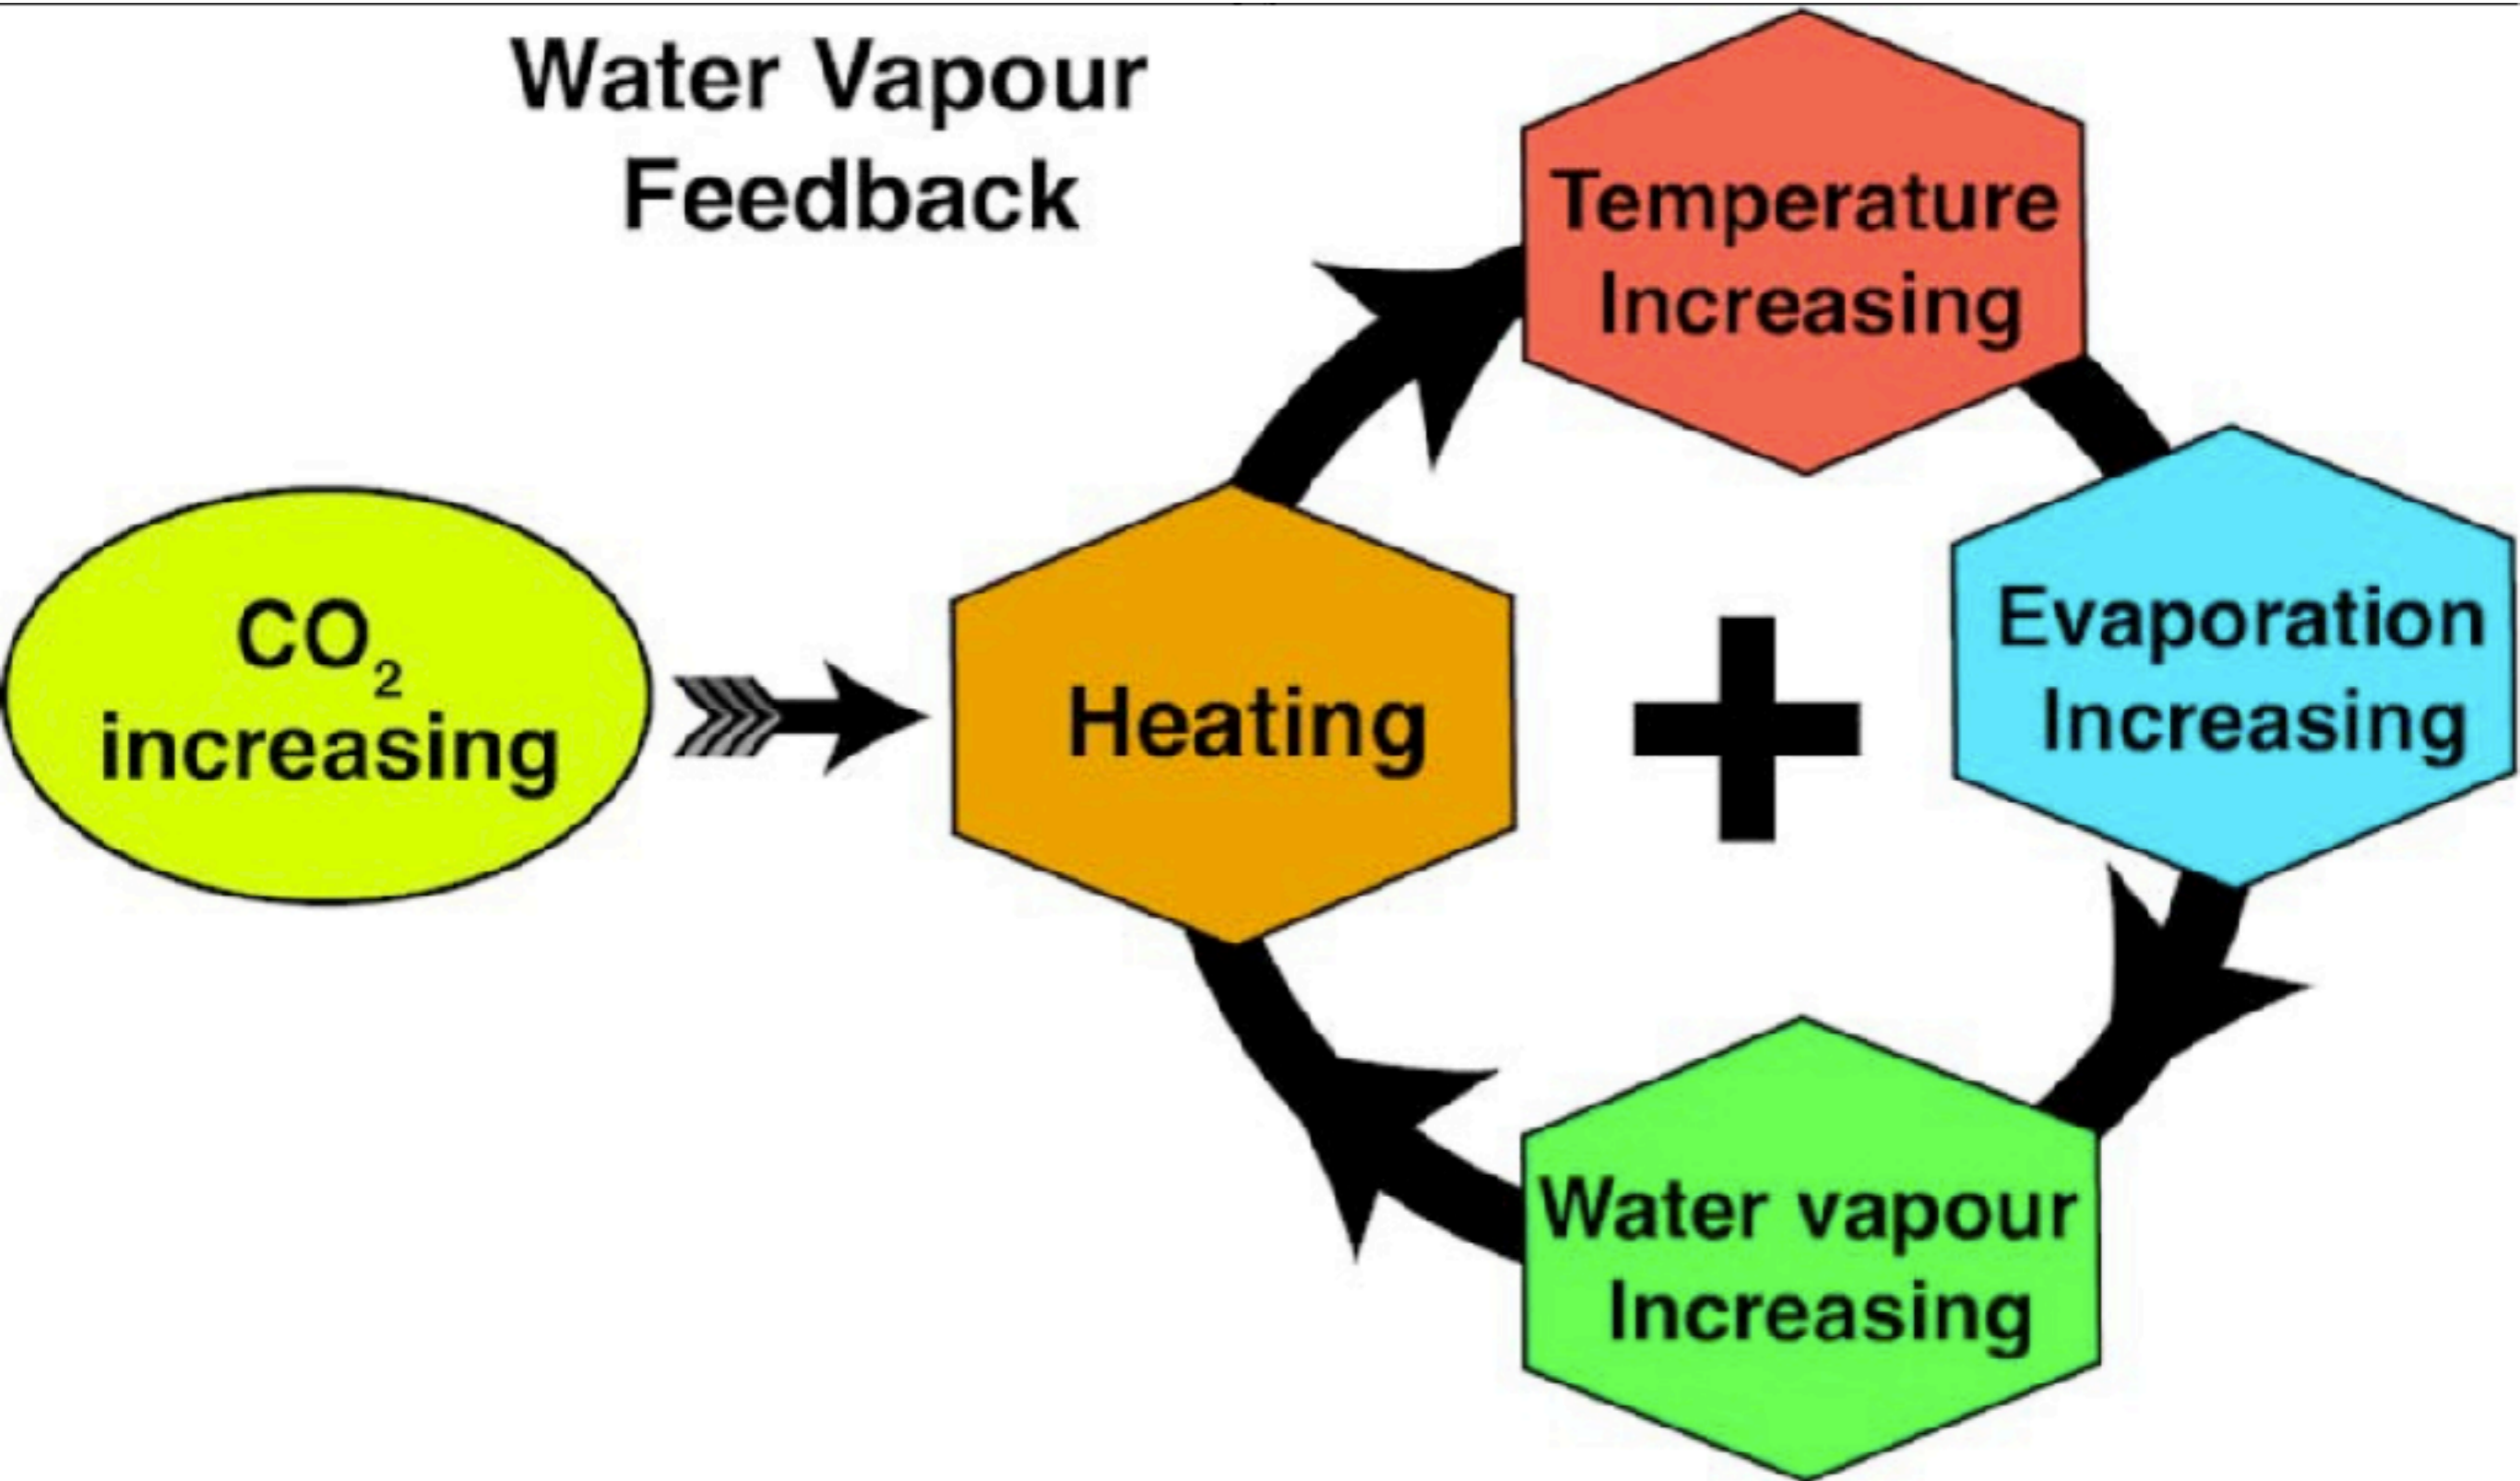 Water Vapour
Feedback
Temperature
Increasing
CO₂
increasing
Heating
+
Evaporation
Increasing
Water vapour
Increasing